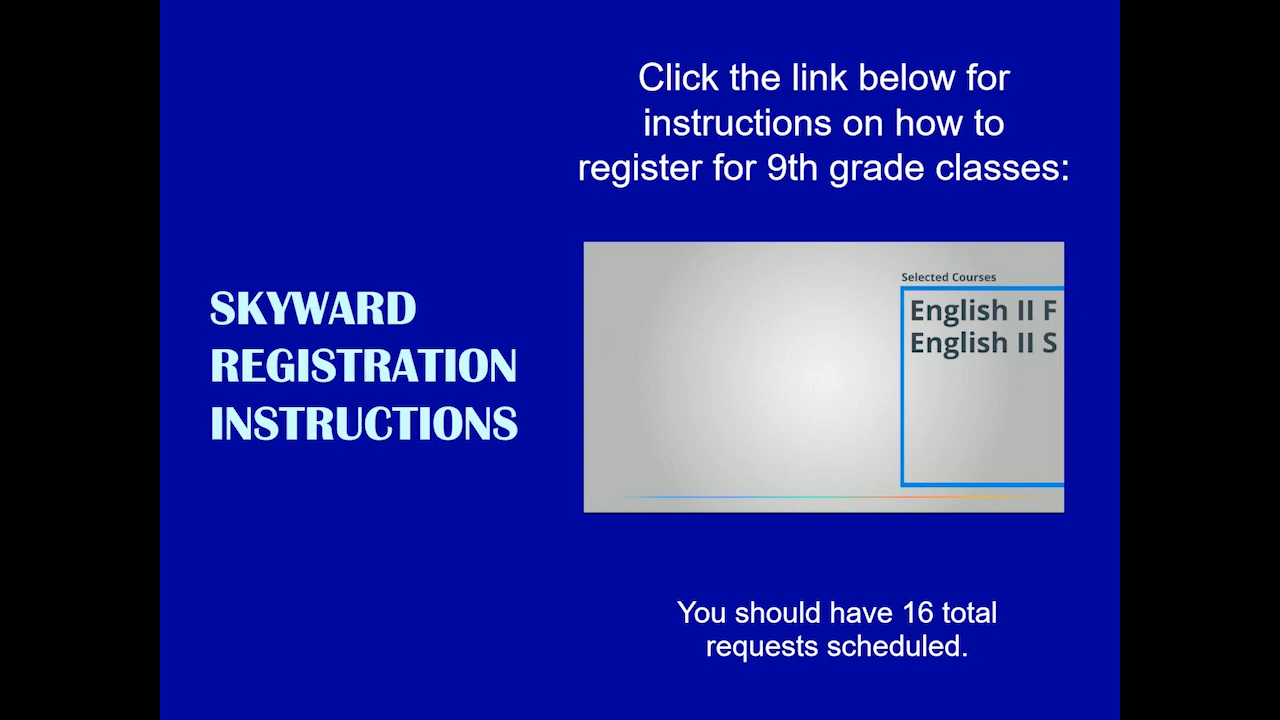 Click the link below for
instructions on how to
register for 9th grade classes:
SKYWARD
REGISTRATION
INSTRUCTIONS
Selected Courses
English II F
English II S
You should have 16 total
requests scheduled.